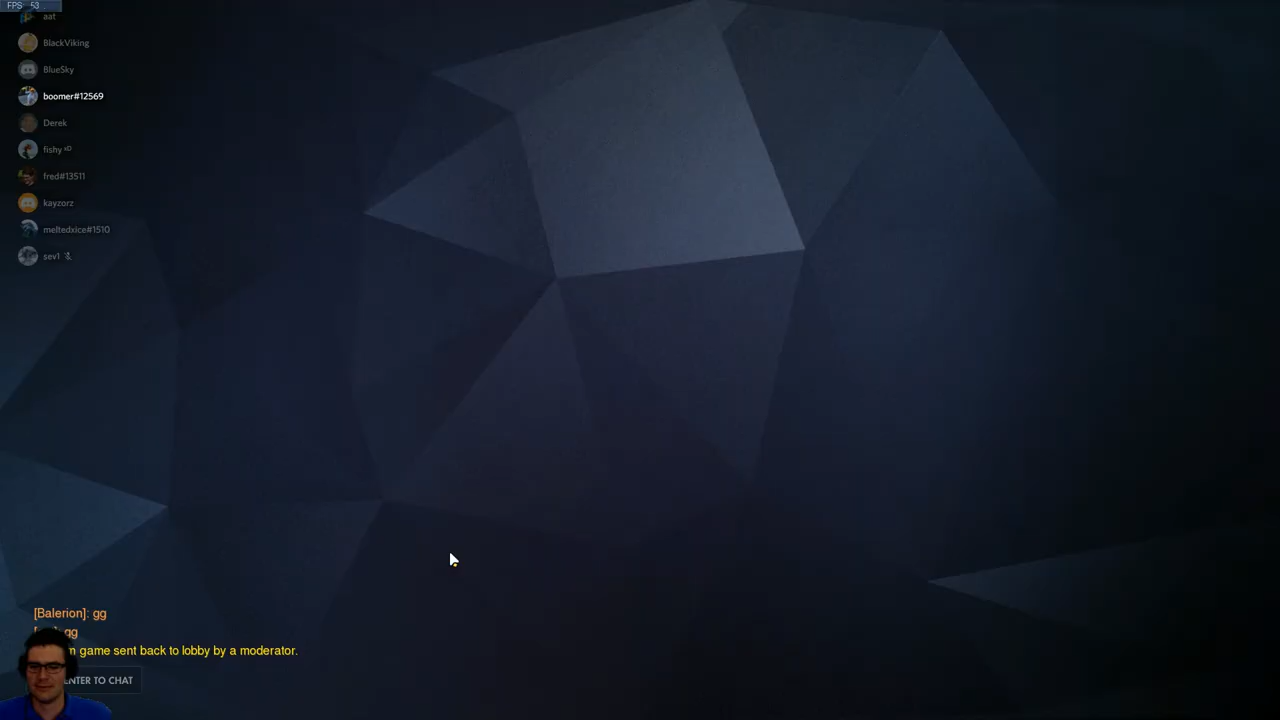 FPS 53
aat
BlackViking
BlueSky
boomer#12569
Derek
fishy xD
fred#13511
kayzorz
meltedxice#1510
sev1
[Balerion]: gg
gg
game sent back to lobby by a moderator.
ENTER TO CHAT